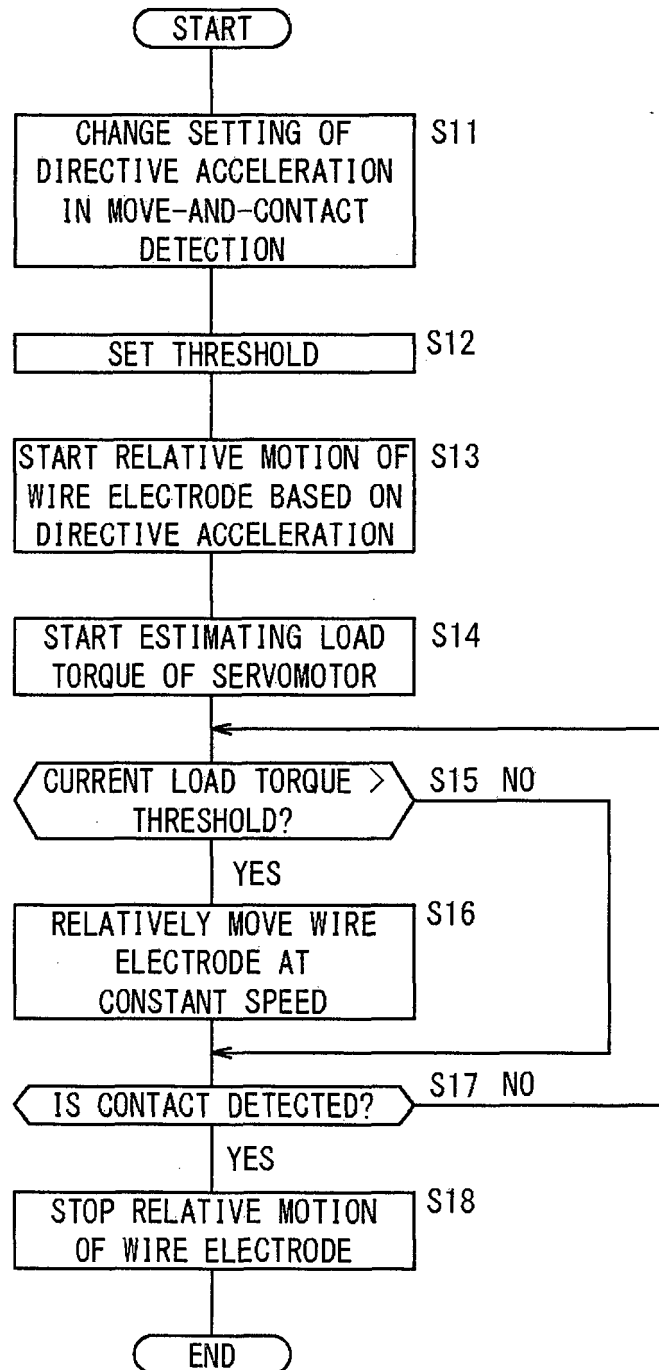 START
CHANGE SETTING OF
DIRECTIVE ACCELERATION
IN MOVE-AND-CONTACT
DETECTION
S11
SET THRESHOLD
S12
START RELATIVE MOTION OF
WIRE ELECTRODE BASED ON
DIRECTIVE ACCELERATION
S13
START ESTIMATING LOAD
TORQUE OF SERVOMOTOR
S14
CURRENT LOAD TORQUE >
THRESHOLD?
S15 NO
YES
RELATIVELY MOVE WIRE
ELECTRODE AT
CONSTANT SPEED
S16
IS CONTACT DETECTED?
S17 NO
YES
STOP RELATIVE MOTION
OF WIRE ELECTRODE
S18
END